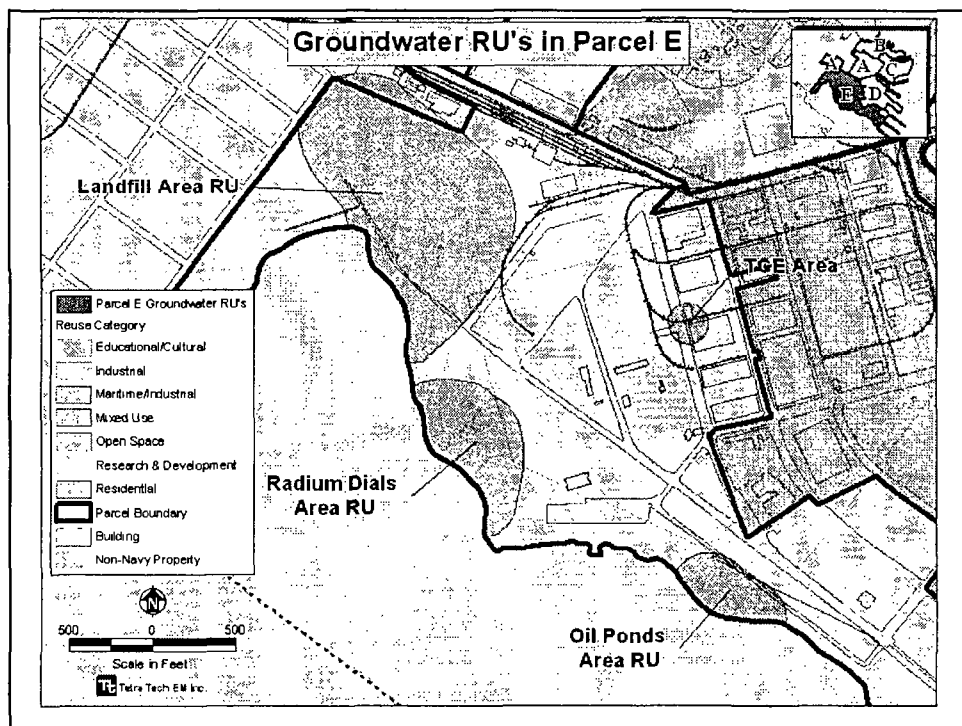 Groundwater RU's in Parcel E
B
A
A
C
E
D
Landfill Area RU
TGE Area
Parcel E Groundwater RU's
Reuse Category
Educational/Cultural
Industrial
Maritime/Industrial
Mixed Use
Open Space
Research & Development
Residential
Parcel Boundary
Building
Non-Navy Property
Radium Dials
Area RU
Oil Ponds
Area RU
N
500 0 500
Scale in Feet
Tt Tetra Tech EM Inc.